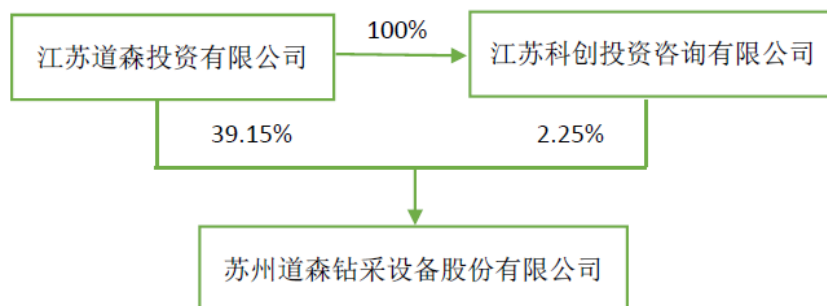 100%
江苏道森投资有限公司
江苏科创投资咨询有限公司
39.15%
2.25%
苏州道森钻采设备股份有限公司